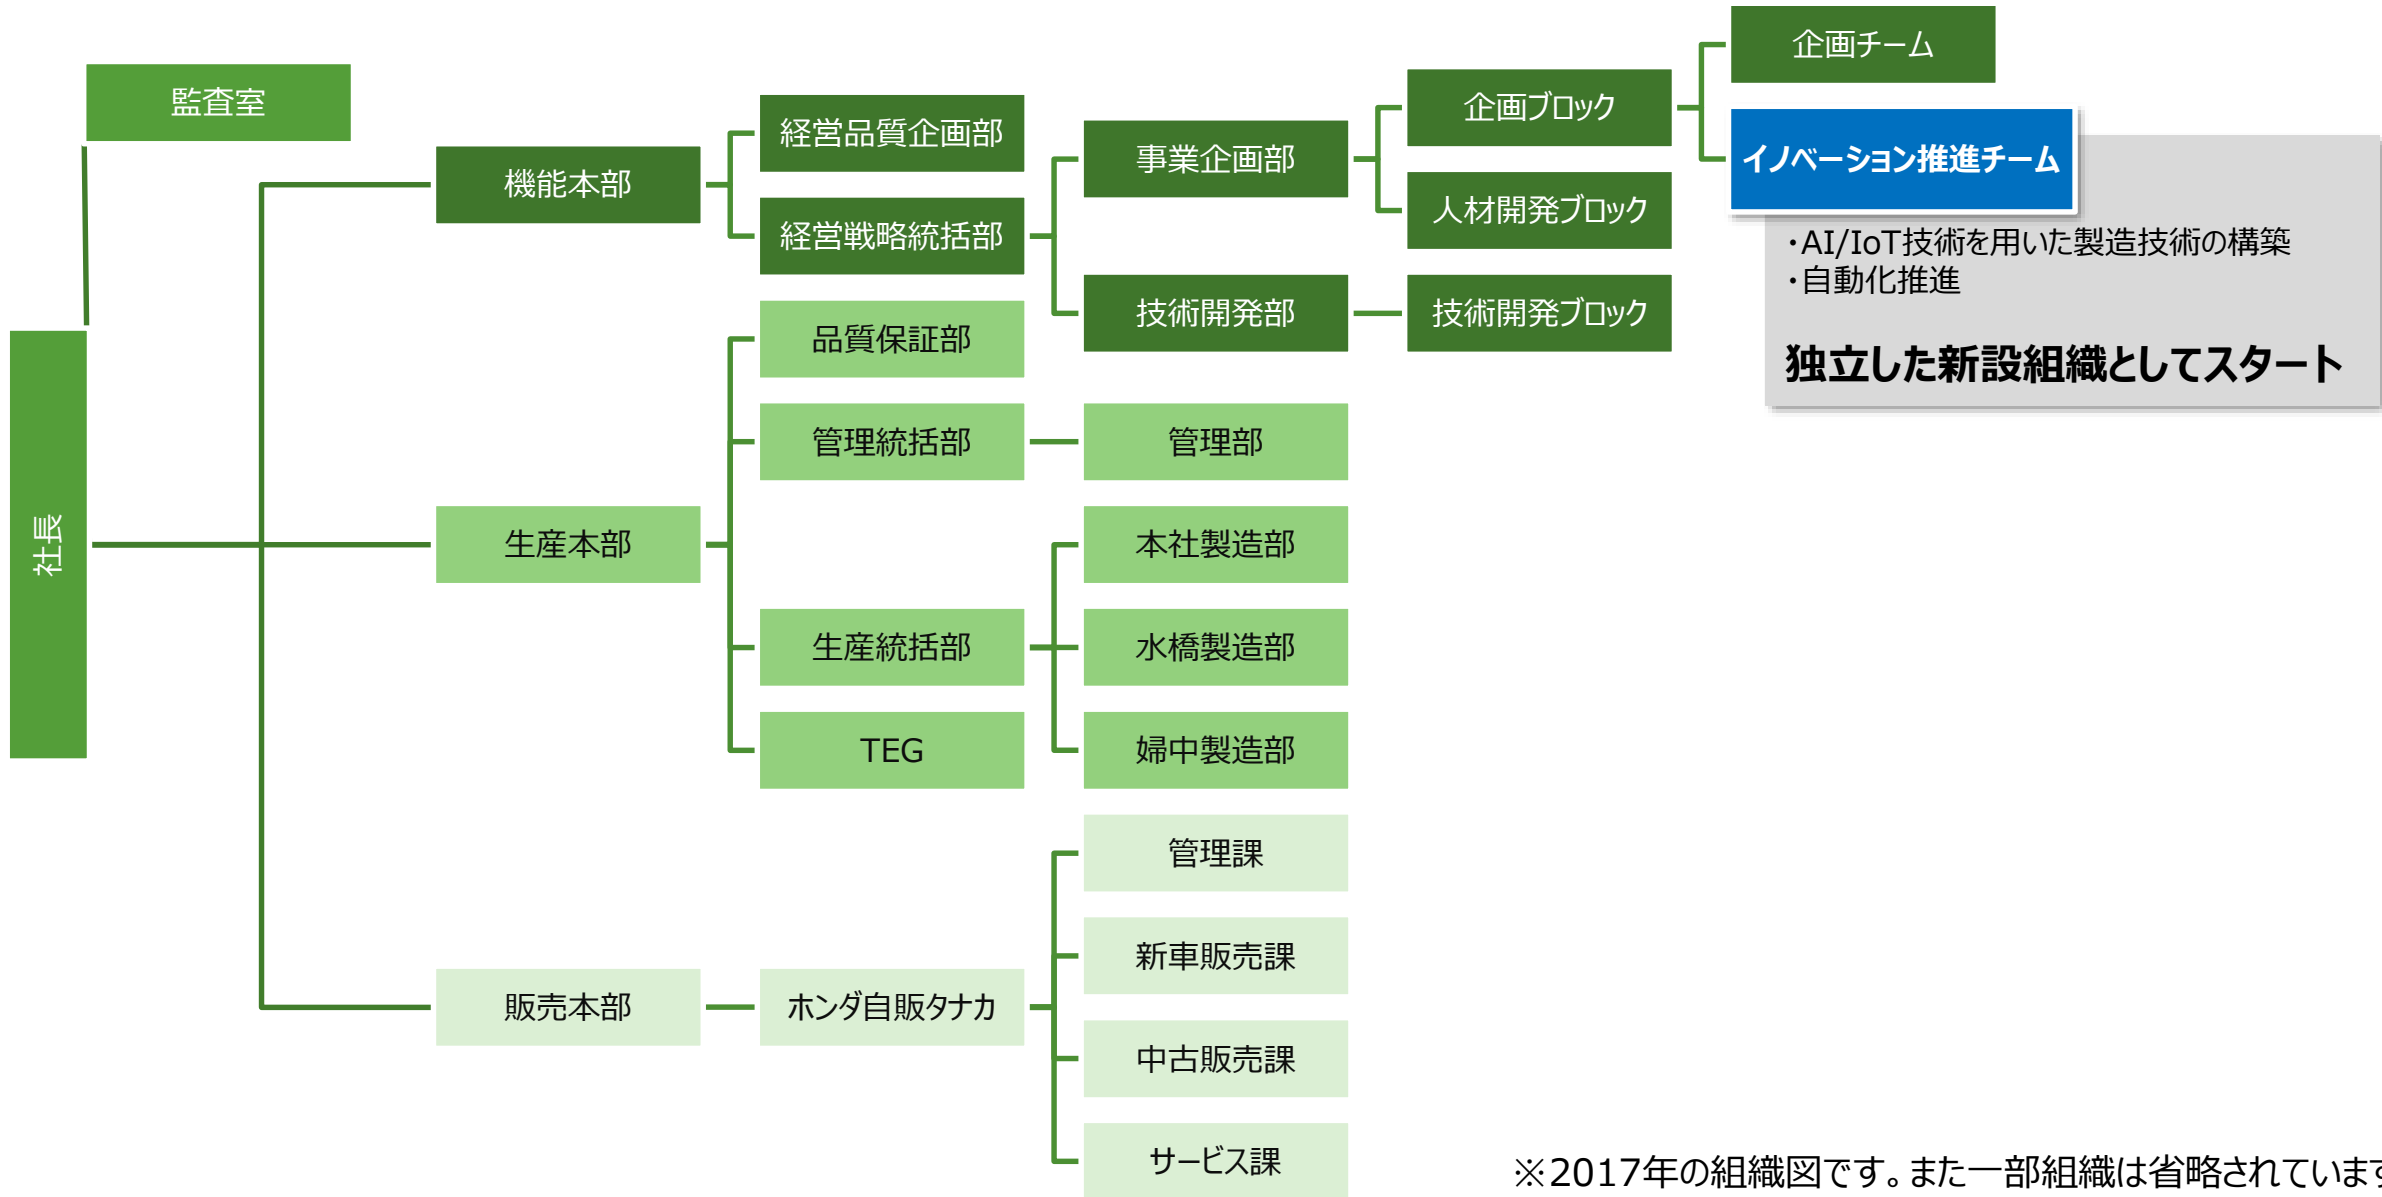 監査室
社長
機能本部
経営品質企画部
経営戦略統括部
事業企画部
企画ブロック
企画チーム
イノベーション推進チーム
・AI/IoT技術を用いた製造技術の構築
・自動化推進
独立した新設組織としてスタート
人材開発ブロック
技術開発部
技術開発ブロック
生産本部
品質保証部
管理統括部
管理部
生産統括部
本社製造部
水橋製造部
婦中製造部
TEG
販売本部
ホンダ自販タナカ
管理課
新車販売課
中古販売課
サービス課
※2017年の組織図です。また一部組織は省略されています